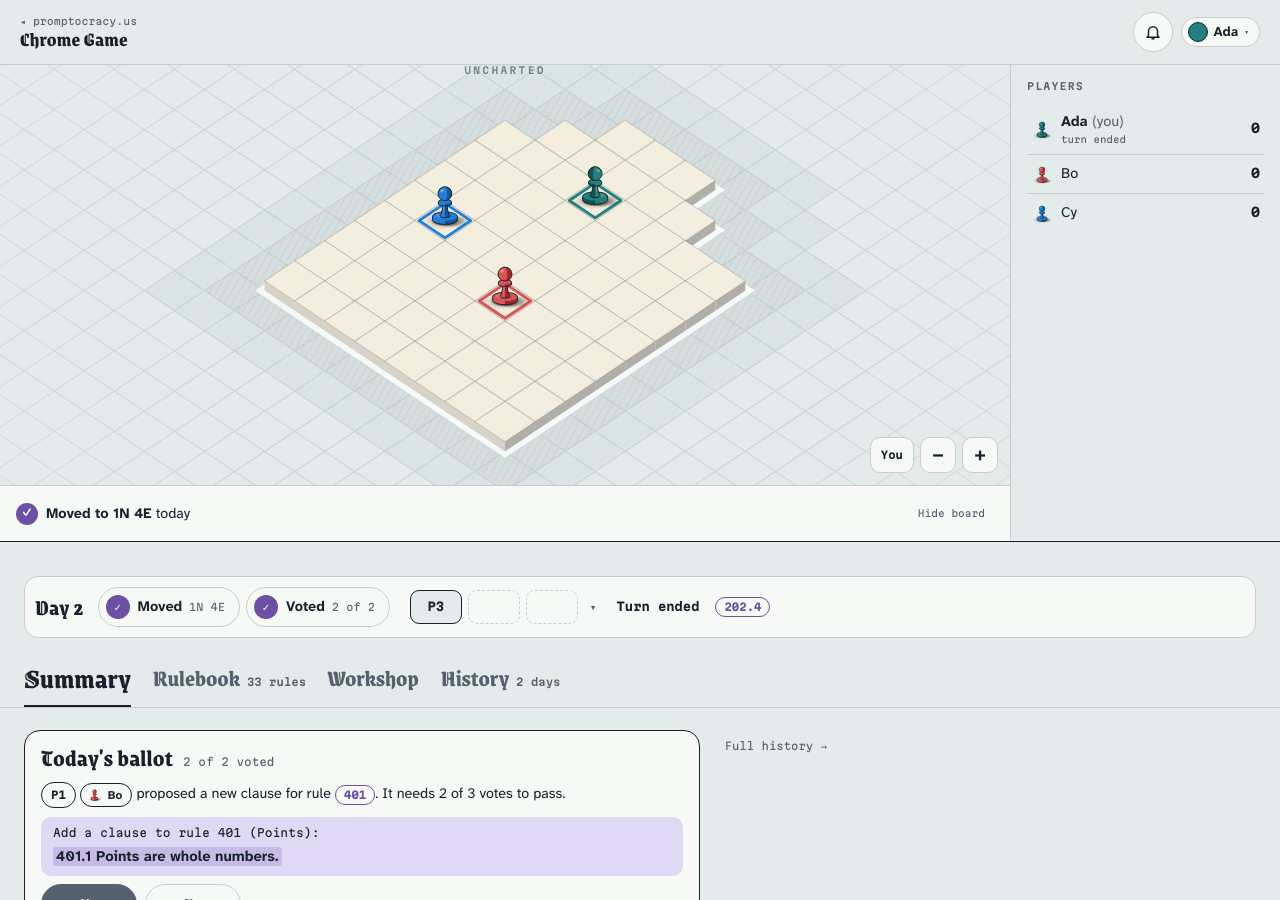 ◂ promptocracy.us
Chrome Game
Ada ▾
UNCHARTED
PLAYERS
Ada (you) 0
turn ended
Bo 0
Cy 0
You − +
Moved to 1N 4E today
Hide board
Day 2
✓ Moved 1N 4E
✓ Voted 2 of 2
P3 ▾
Turn ended 202.4
Summary
Rulebook 33 rules
Workshop
History 2 days
Today's ballot 2 of 2 voted
Full history →
P1 Bo proposed a new clause for rule 401. It needs 2 of 3 votes to pass.
Add a clause to rule 401 (Points):
401.1 Points are whole numbers.